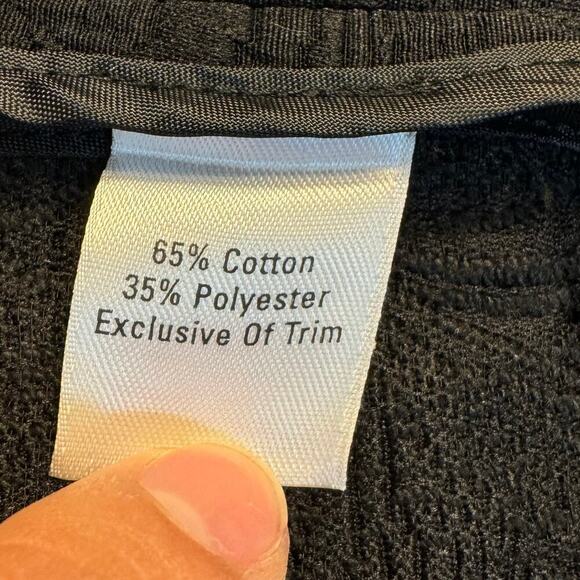 65% Cotton
35% Polyester
Exclusive Of Trim